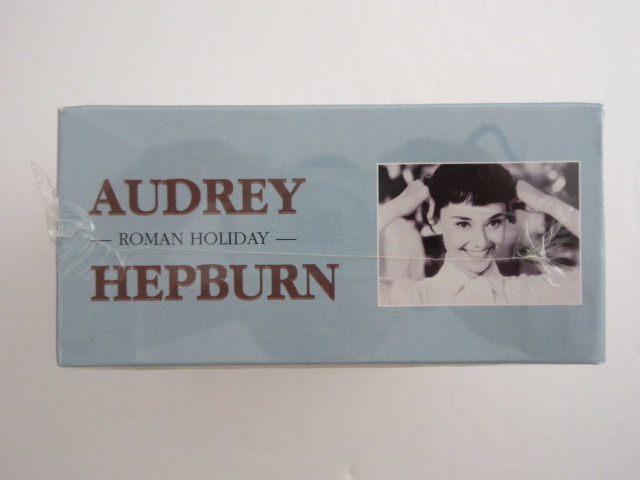 AUDREY
— ROMAN HOLIDAY —
HEPBURN